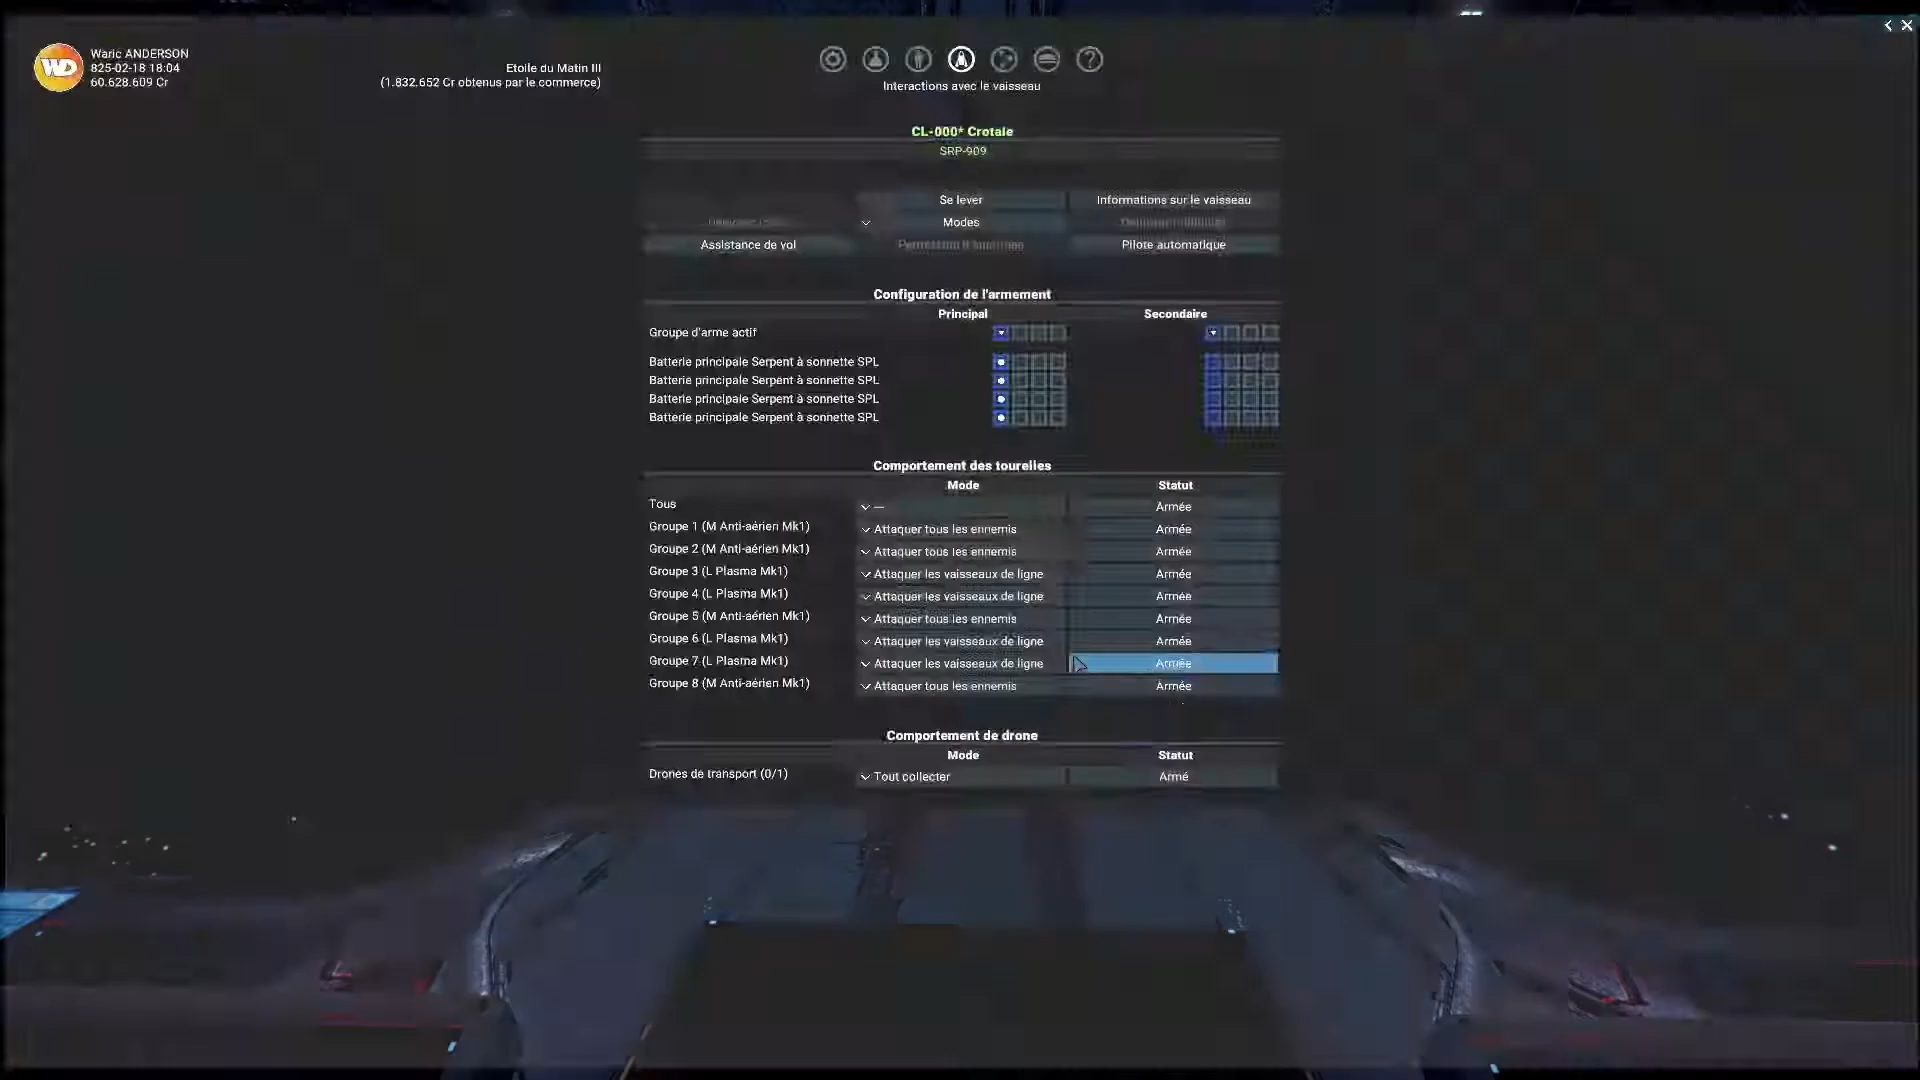 WD
Waric ANDERSON
825-02-18 18:04
60.628.609 Cr
Etoile du Matin III
(1.832.652 Cr obtenus par le commerce)
?
Interactions avec le vaisseau
CL-000* Crotale
SRP-909
Se lever
Informations sur le vaisseau
Modes
Assistance de vol
Pilote automatique
Configuration de l'armement
Principal
Secondaire
Groupe d'arme actif
Batterie principale Serpent à sonnette SPL
Batterie principale Serpent à sonnette SPL
Batterie principale Serpent à sonnette SPL
Batterie principale Serpent à sonnette SPL
Comportement des tourelles
Mode
Statut
Tous
—
Armée
Groupe 1 (M Anti-aérien Mk1)
Attaquer tous les ennemis
Armée
Groupe 2 (M Anti-aérien Mk1)
Attaquer tous les ennemis
Armée
Groupe 3 (L Plasma Mk1)
Attaquer les vaisseaux de ligne
Armée
Groupe 4 (L Plasma Mk1)
Attaquer les vaisseaux de ligne
Armée
Groupe 5 (M Anti-aérien Mk1)
Attaquer tous les ennemis
Armée
Groupe 6 (L Plasma Mk1)
Attaquer les vaisseaux de ligne
Armée
Groupe 7 (L Plasma Mk1)
Attaquer les vaisseaux de ligne
Armée
Groupe 8 (M Anti-aérien Mk1)
Attaquer tous les ennemis
Armée
Comportement de drone
Mode
Statut
Drones de transport (0/1)
Tout collecter
Armé